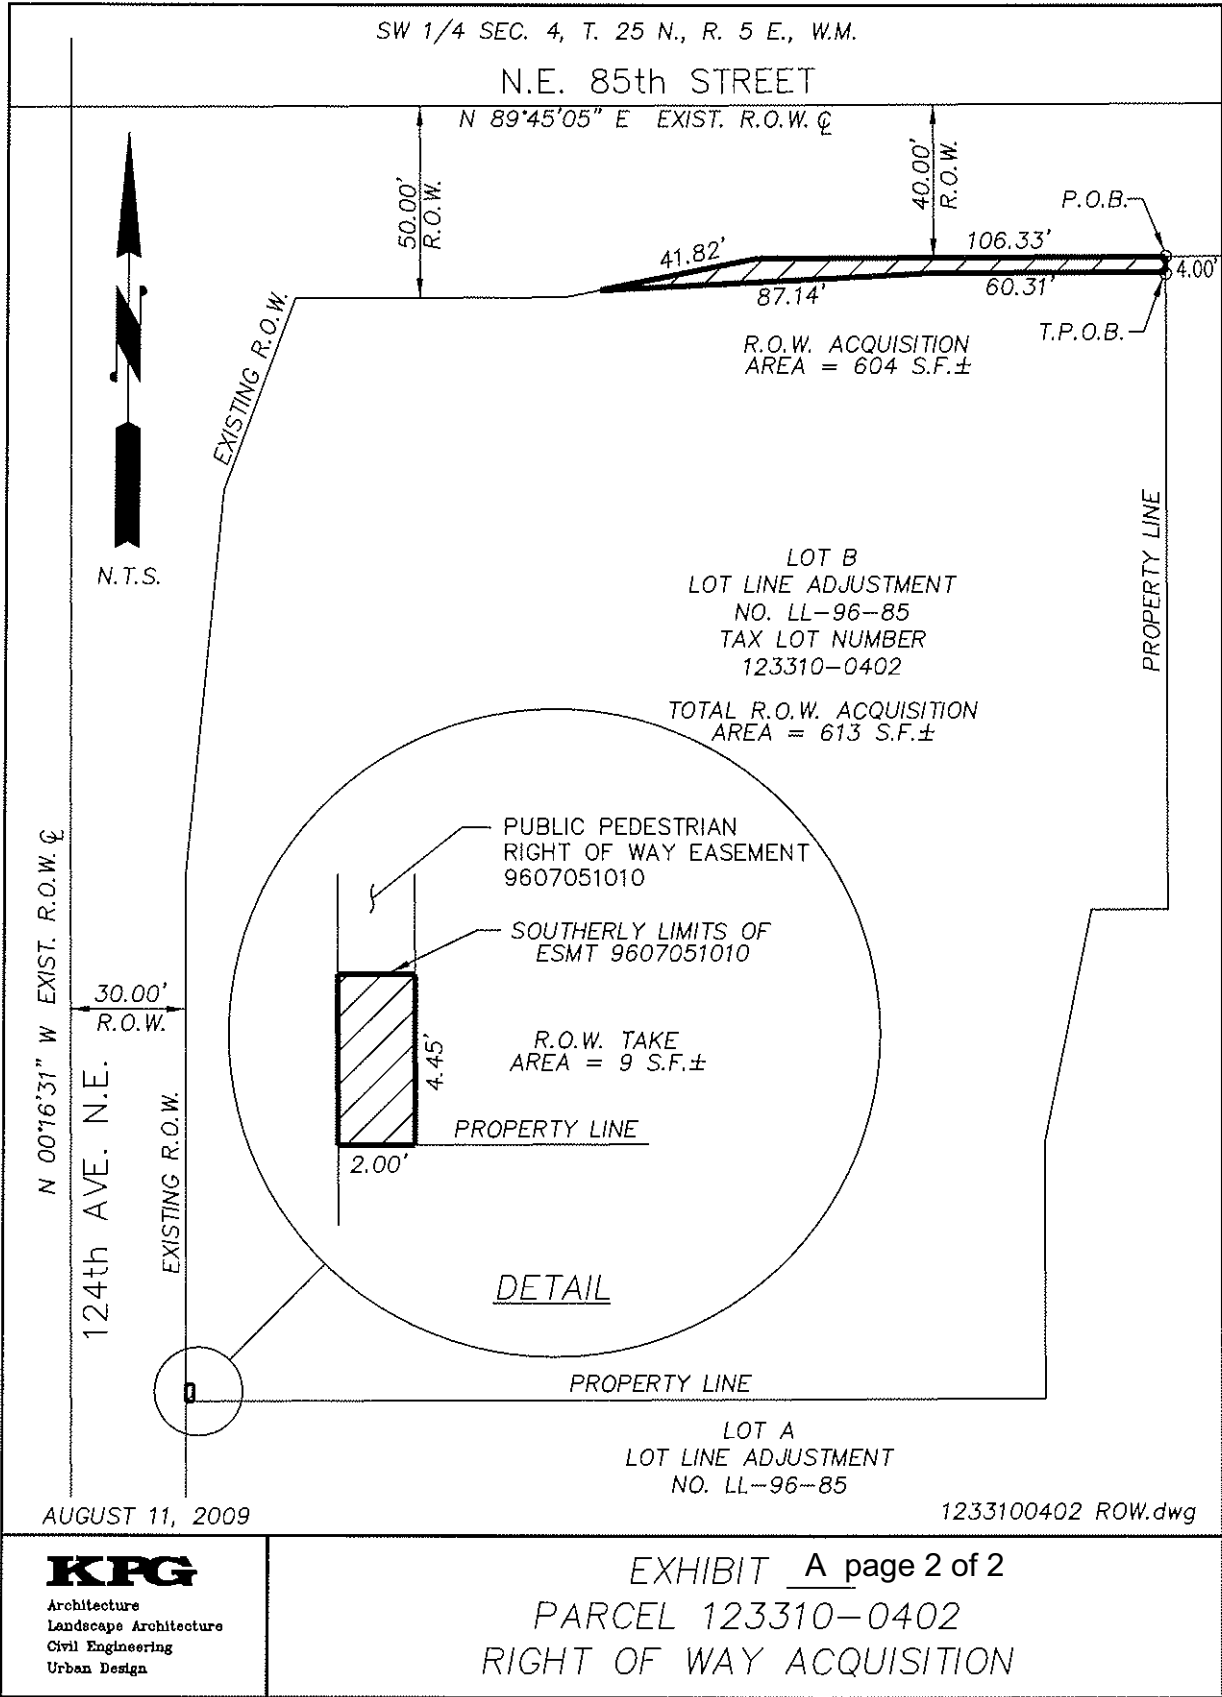 SW 1/4 SEC. 4, T. 25 N., R. 5 E., W.M.
N.E. 85th STREET
N 89°45'05" E EXIST. R.O.W. ℄
50.00'
R.O.W.
40.00'
R.O.W.
P.O.B.
41.82'
106.33'
4.00'
87.14'
60.31'
T.P.O.B.
R.O.W. ACQUISITION
AREA = 604 S.F.±
EXISTING R.O.W.
N.T.S.
PROPERTY LINE
LOT B
LOT LINE ADJUSTMENT
NO. LL-96-85
TAX LOT NUMBER
123310-0402
TOTAL R.O.W. ACQUISITION
AREA = 613 S.F.±
PUBLIC PEDESTRIAN
RIGHT OF WAY EASEMENT
9607051010
SOUTHERLY LIMITS OF
ESMT 9607051010
N 00°16'31" W EXIST. R.O.W. ℄
30.00'
R.O.W.
R.O.W. TAKE
AREA = 9 S.F.±
4.45'
PROPERTY LINE
2.00'
124th AVE. N.E.
EXISTING R.O.W.
DETAIL
PROPERTY LINE
LOT A
LOT LINE ADJUSTMENT
NO. LL-96-85
AUGUST 11, 2009
1233100402 ROW.dwg
KPG
Architecture
Landscape Architecture
Civil Engineering
Urban Design
EXHIBIT A page 2 of 2
PARCEL 123310-0402
RIGHT OF WAY ACQUISITION